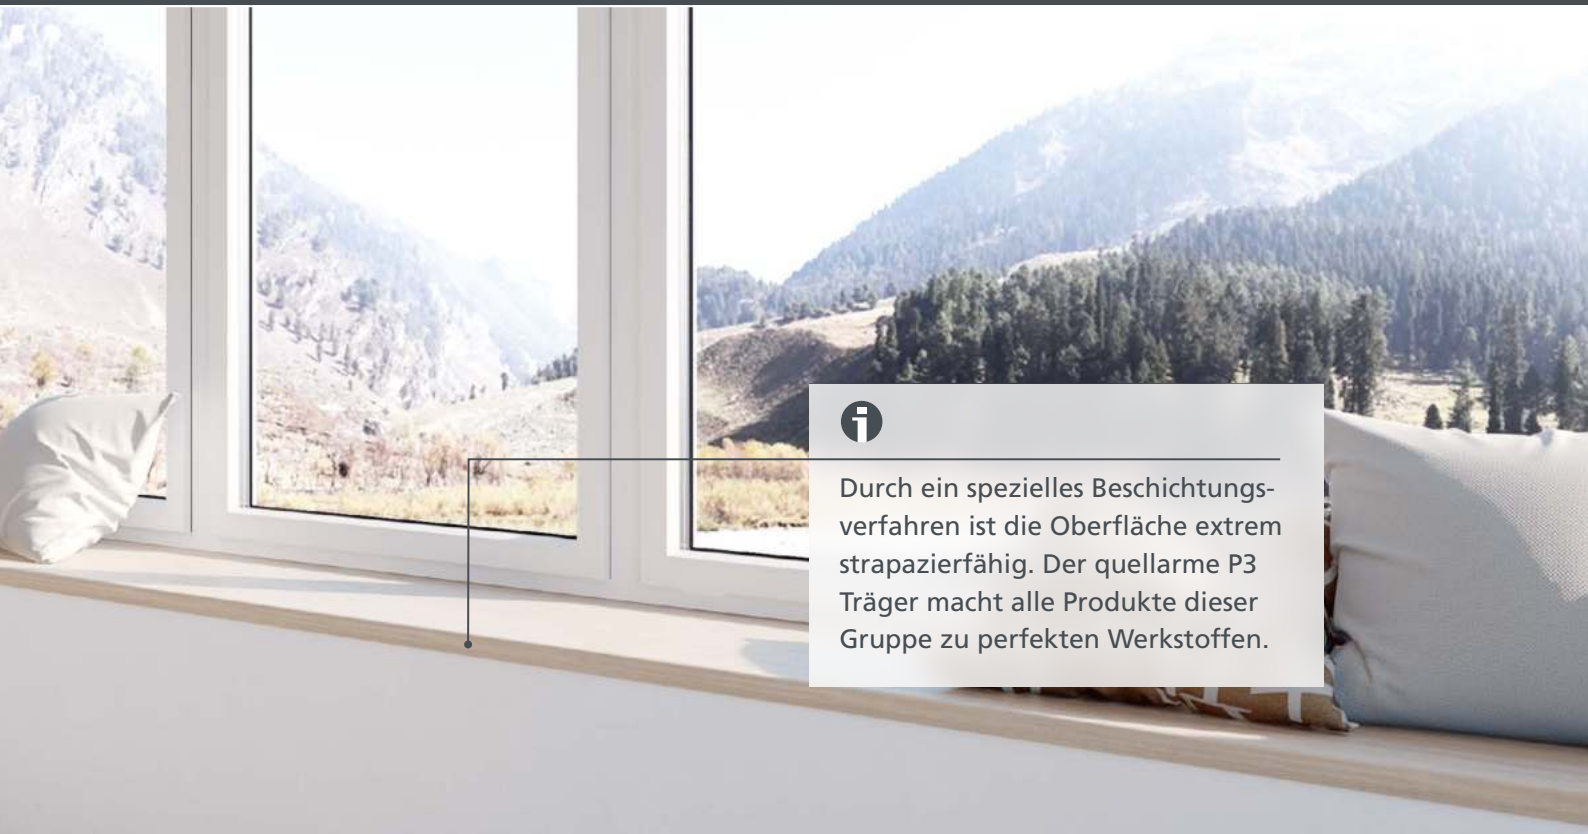 Durch ein spezielles Beschichtungs-
verfahren ist die Oberfläche extrem
strapazierfähig. Der quellarme P3
Träger macht alle Produkte dieser
Gruppe zu perfekten Werkstoffen.